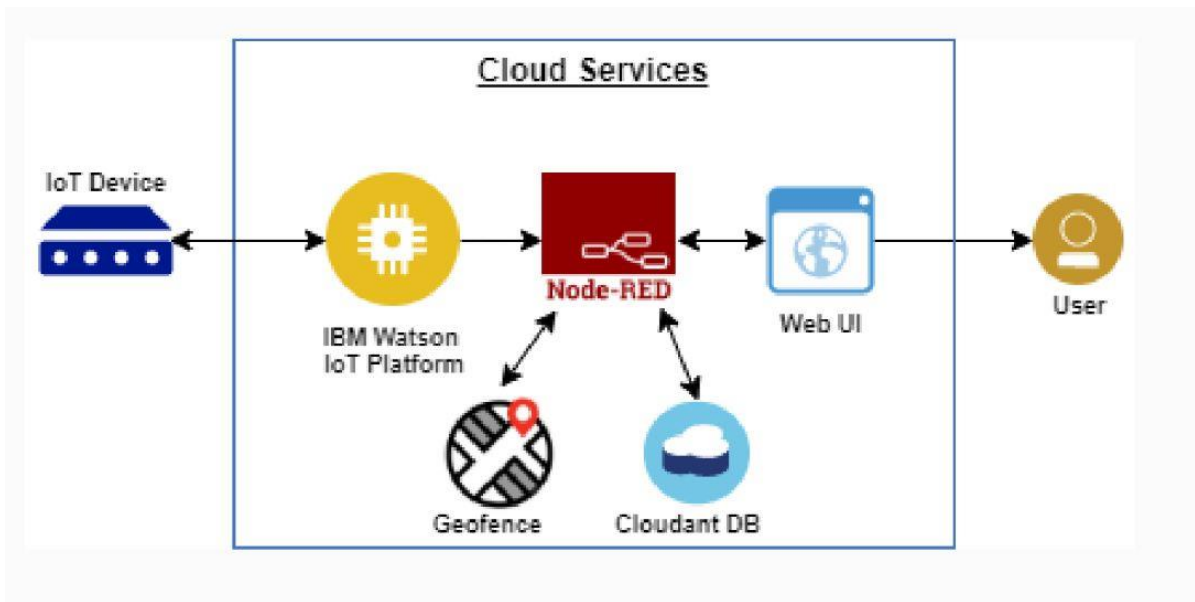 Cloud Services
IoT Device
Node-RED
IBM Watson
IoT Platform
Web UI
User
Geofence
Cloudant DB